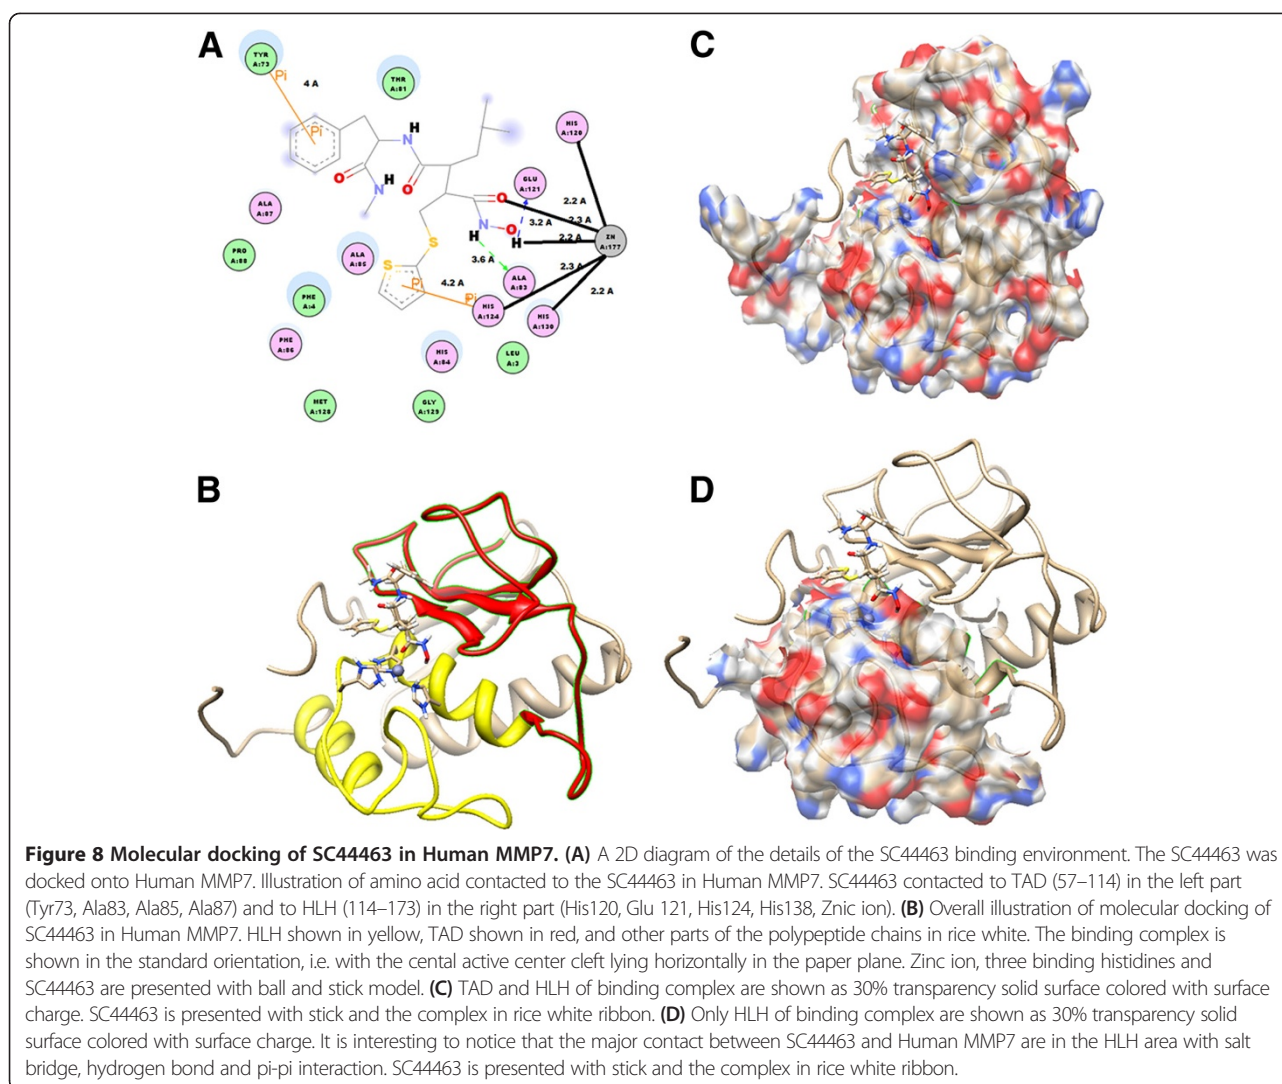 A
TYR
A:73
Pi
4 A
THR
A:81
Pi
H
N
O
N
H
O
HIS
A:120
GLU
A:121
ALA
A:87
O
2.2 A
2.3 A
3.2 A
N
O
ZN
A:177
2.2 A
H
H
PRO
A:88
ALA
A:85
S
3.6 A
2.3 A
S
4.2 A
ALA
A:83
2.2 A
Pi
Pi
PHE
A:4
HIS
A:124
HIS
A:130
PHE
A:86
HIS
A:84
LEU
A:3
MET
A:128
GLY
A:129
C
B
D
Figure 8 Molecular docking of SC44463 in Human MMP7. (A) A 2D diagram of the details of the SC44463 binding environment. The SC44463 was
docked onto Human MMP7. Illustration of amino acid contacted to the SC44463 in Human MMP7. SC44463 contacted to TAD (57–114) in the left part
(Tyr73, Ala83, Ala85, Ala87) and to HLH (114–173) in the right part (His120, Glu 121, His124, His138, Znic ion). (B) Overall illustration of molecular docking of
SC44463 in Human MMP7. HLH shown in yellow, TAD shown in red, and other parts of the polypeptide chains in rice white. The binding complex is
shown in the standard orientation, i.e. with the cental active center cleft lying horizontally in the paper plane. Zinc ion, three binding histidines and
SC44463 are presented with ball and stick model. (C) TAD and HLH of binding complex are shown as 30% transparency solid surface colored with surface
charge. SC44463 is presented with stick and the complex in rice white ribbon. (D) Only HLH of binding complex are shown as 30% transparency solid
surface colored with surface charge. It is interesting to notice that the major contact between SC44463 and Human MMP7 are in the HLH area with salt
bridge, hydrogen bond and pi-pi interaction. SC44463 is presented with stick and the complex in rice white ribbon.